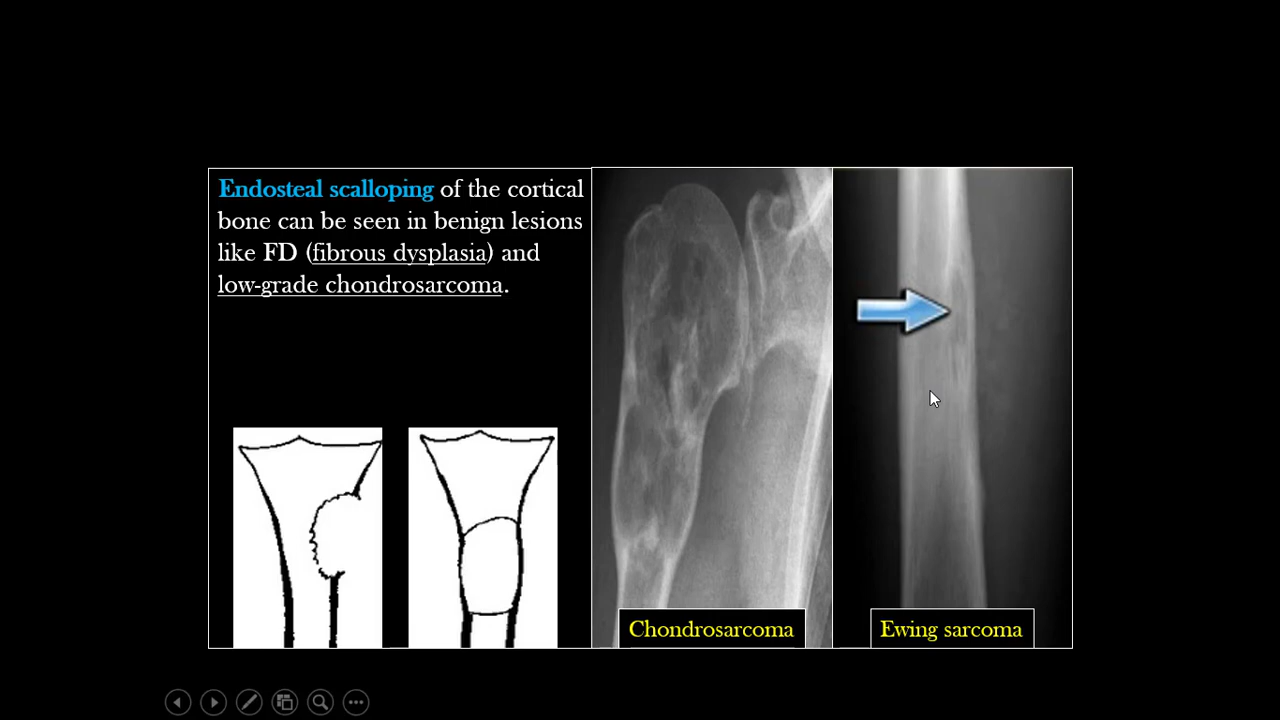 Endosteal scalloping of the cortical
bone can be seen in benign lesions
like FD (fibrous dysplasia) and
low-grade chondrosarcoma.
Chondrosarcoma
Ewing sarcoma